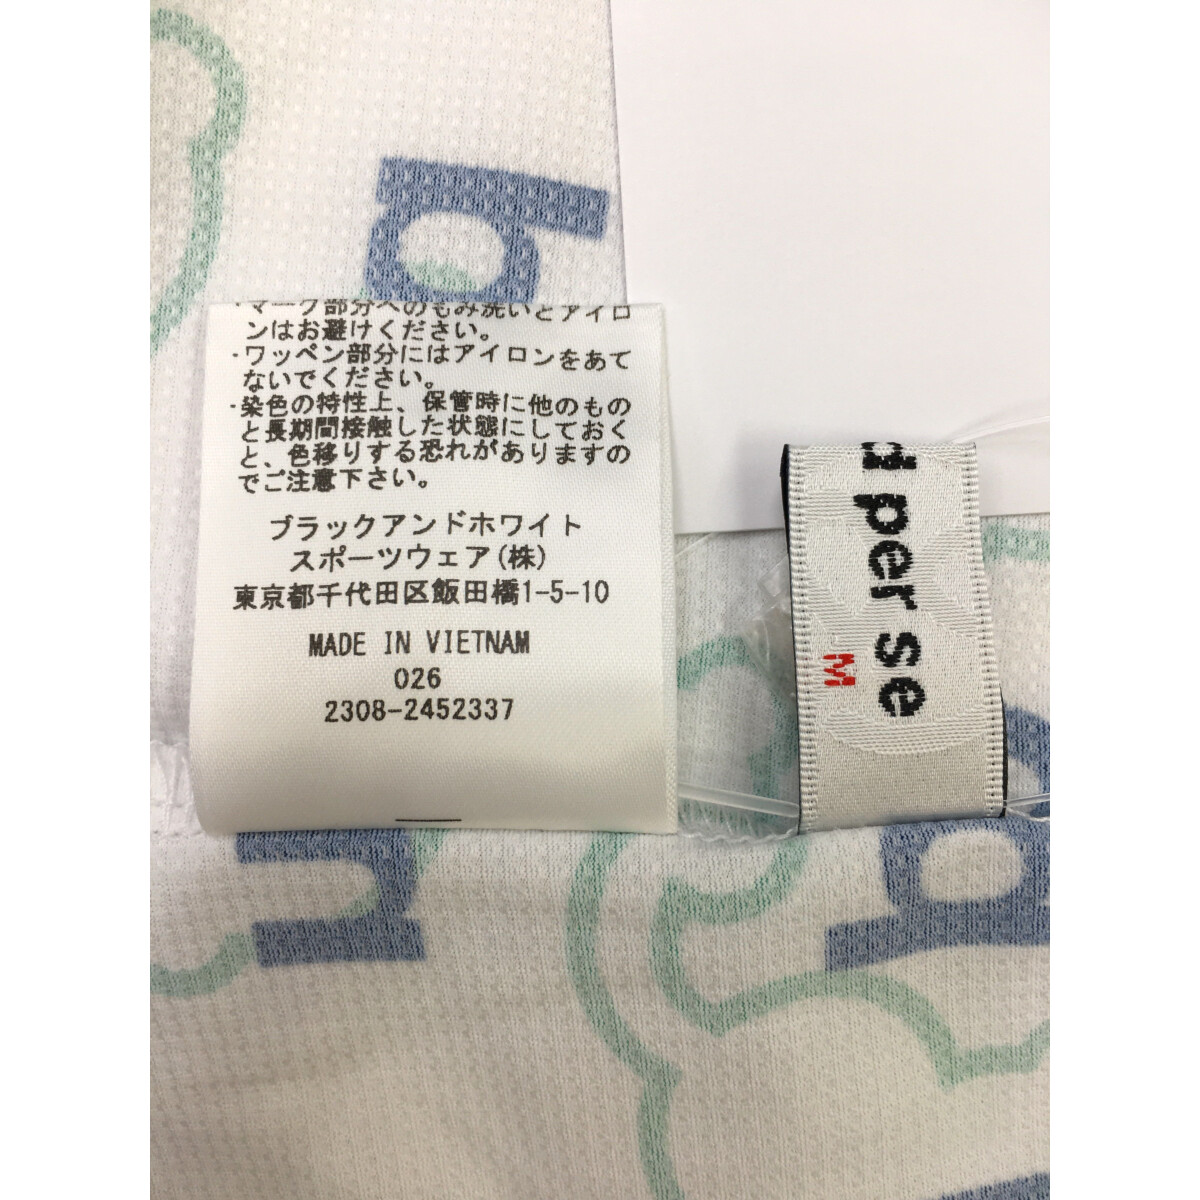 ・マーク部分へのもみ洗いとアイロ
ンはお避けください。
・ワッペン部分にはアイロンをあて
ないでください。
・染色の特性上、保管時に他のもの
と長期間接触した状態にしておく
と、色移りする恐れがありますの
でご注意下さい。
ブラックアンドホワイト
スポーツウェア(株)
東京都千代田区飯田橋1-5-10
MADE IN VIETNAM
026
2308-2452337
per se
M